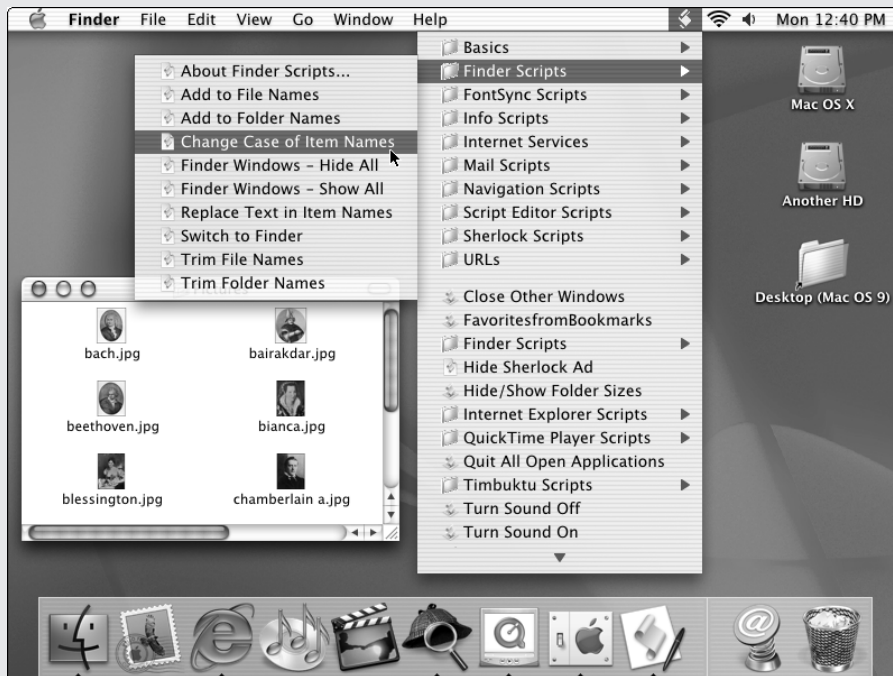 Finder File Edit View Go Window Help Mon 12:40 PM
About Finder Scripts...
Add to File Names
Add to Folder Names
Change Case of Item Names
Finder Windows – Hide All
Finder Windows – Show All
Replace Text in Item Names
Switch to Finder
Trim File Names
Trim Folder Names
Basics
Finder Scripts
FontSync Scripts
Info Scripts
Internet Services
Mail Scripts
Navigation Scripts
Script Editor Scripts
Sherlock Scripts
URLs
Close Other Windows
FavoritesfromBookmarks
Finder Scripts
Hide Sherlock Ad
Hide/Show Folder Sizes
Internet Explorer Scripts
QuickTime Player Scripts
Quit All Open Applications
Timbuktu Scripts
Turn Sound Off
Turn Sound On
Mac OS X
Another HD
Desktop (Mac OS 9)
bach.jpg bairakdar.jpg
beethoven.jpg bianca.jpg
blessington.jpg chamberlain a.jpg